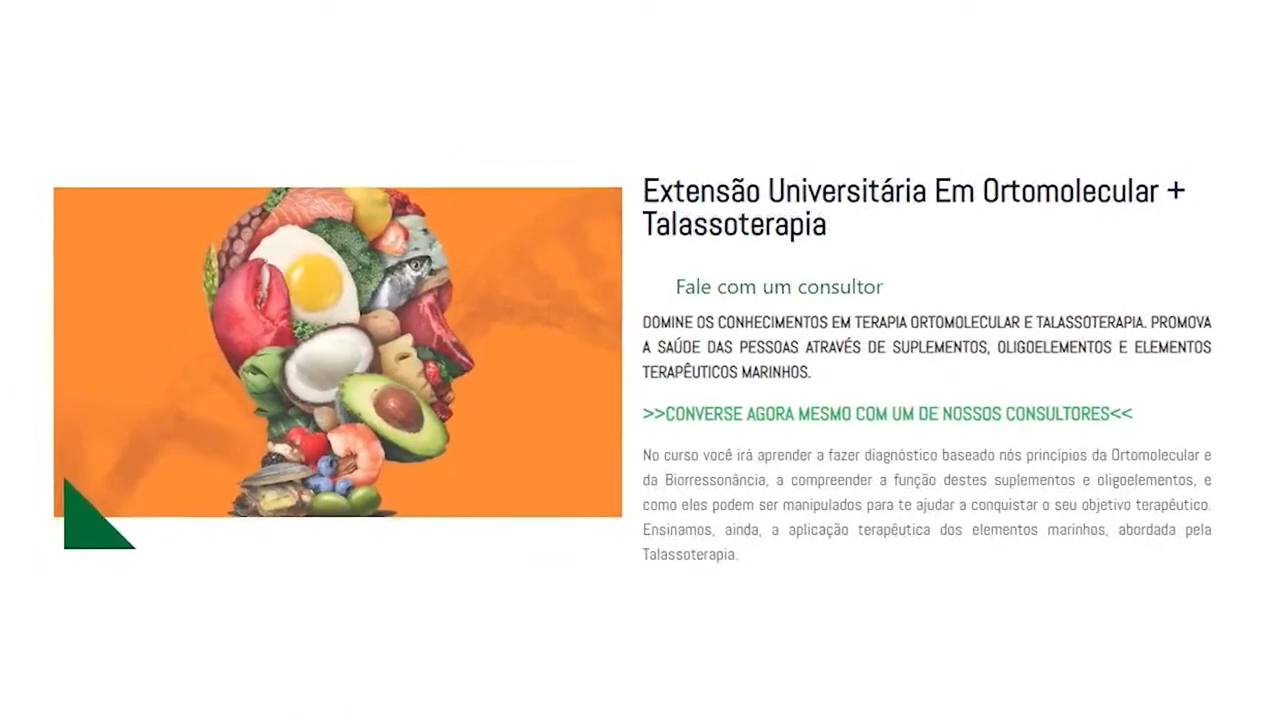 Extensão Universitária Em Ortomolecular +
Talassoterapia
Fale com um consultor
DOMINE OS CONHECIMENTOS EM TERAPIA ORTOMOLECULAR E TALASSOTERAPIA. PROMOVA
A SAÚDE DAS PESSOAS ATRAVÉS DE SUPLEMENTOS, OLIGOELEMENTOS E ELEMENTOS
TERAPÊUTICOS MARINHOS.
>>CONVERSE AGORA MESMO COM UM DE NOSSOS CONSULTORES<<
No curso você irá aprender a fazer diagnóstico baseado nós princípios da Ortomolecular e
da Biorressonância, a compreender a função destes suplementos e oligoelementos, e
como eles podem ser manipulados para te ajudar a conquistar o seu objetivo terapêutico.
Ensinamos, ainda, a aplicação terapêutica dos elementos marinhos, abordada pela
Talassoterapia.